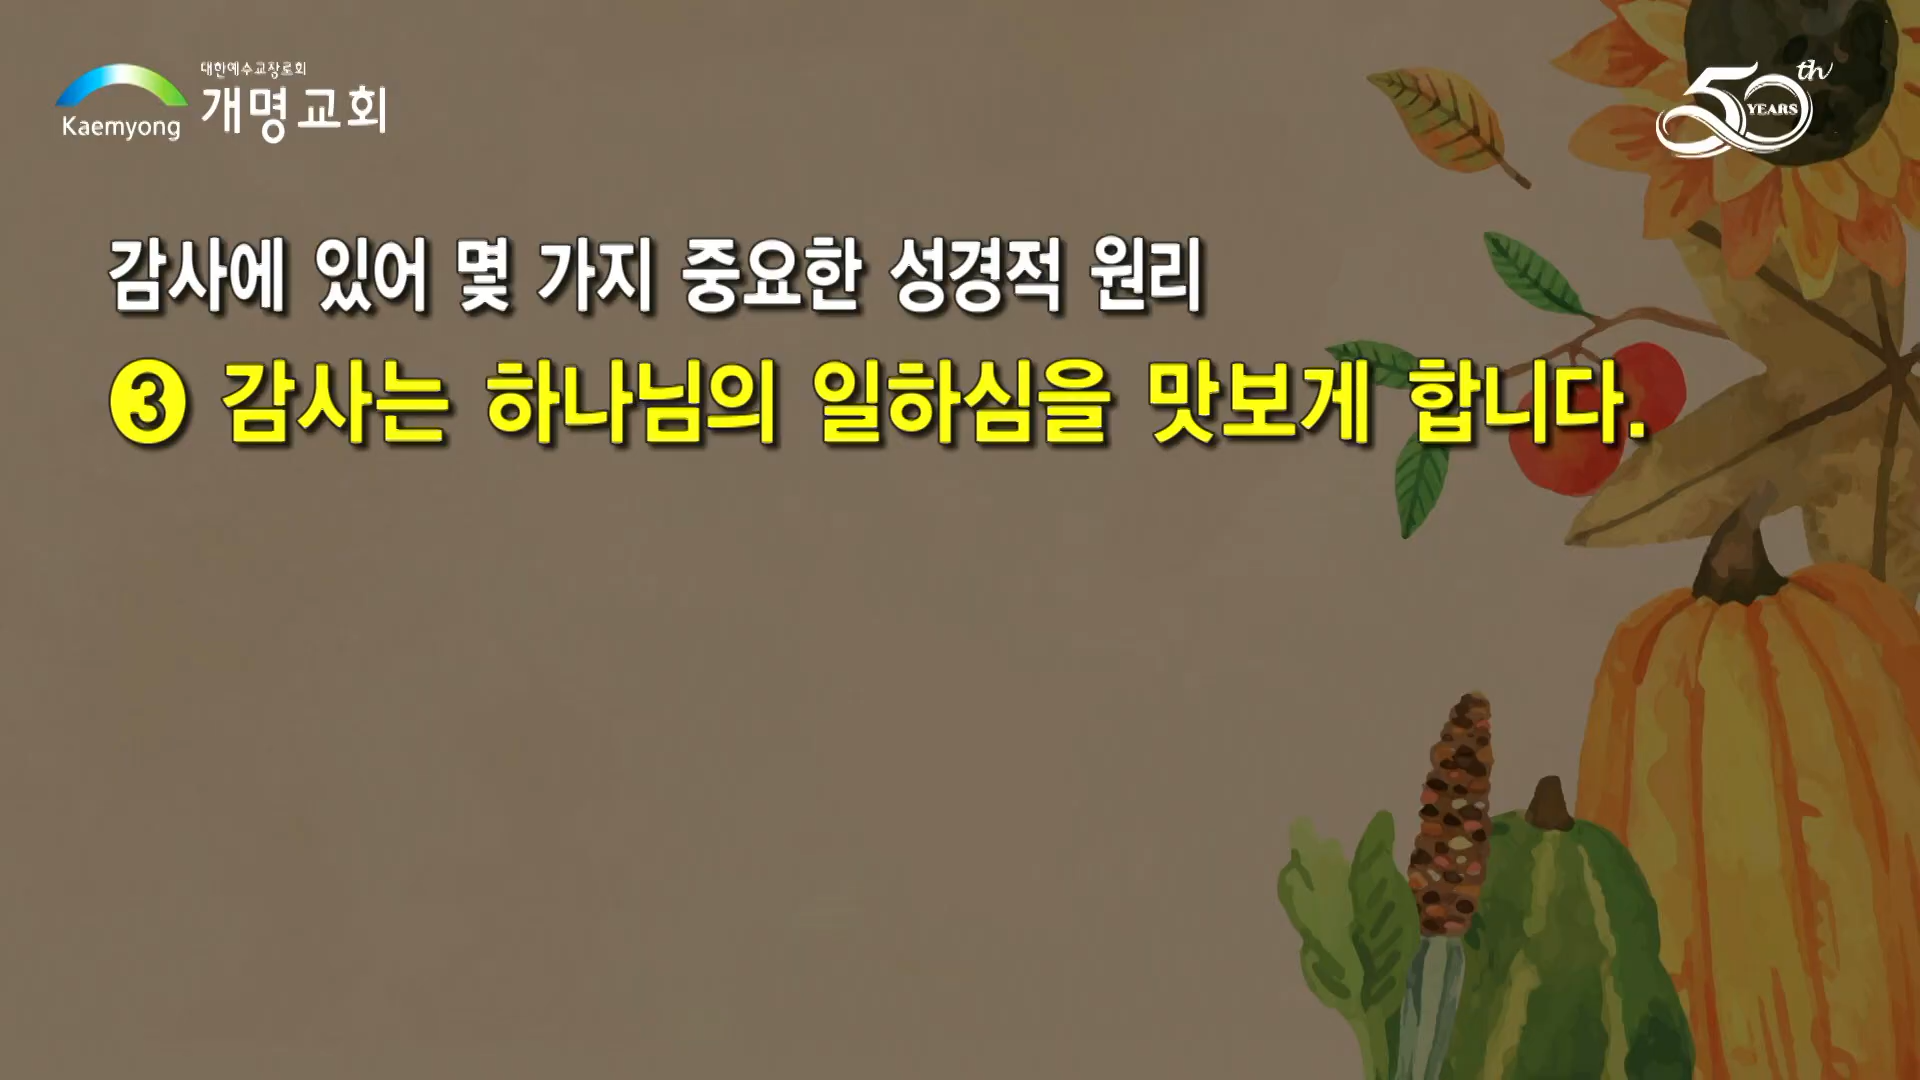 대한예수교장로회
개명교회
Kaemyong
50th
YEARS
감사에 있어 몇 가지 중요한 성경적 원리
❸ 감사는 하나님의 일하심을 맛보게 합니다.